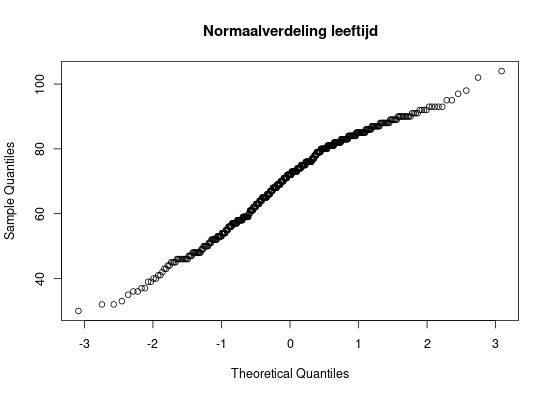 Normaalverdeling leeftijd
100
80
60
40
Sample Quantiles
-3 -2 -1 0 1 2 3
Theoretical Quantiles